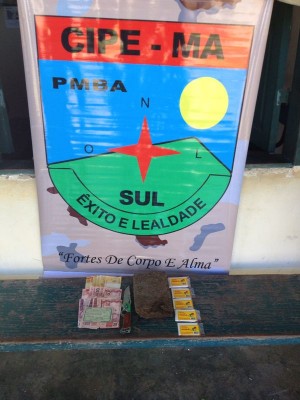 CIPE - MA
PMBA
N
O
L
SUL
ÊXITO E LEALDADE
"Fortes De Corpo E Alma"